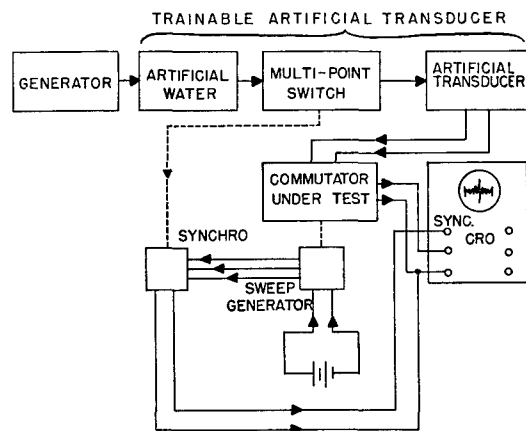 TRAINABLE ARTIFICIAL TRANSDUCER
GENERATOR
ARTIFICIAL
WATER
MULTI-POINT
SWITCH
ARTIFICIAL
TRANSDUCER
COMMUTATOR
UNDER TEST
SYNC.
CRO
SYNCHRO
SWEEP
GENERATOR